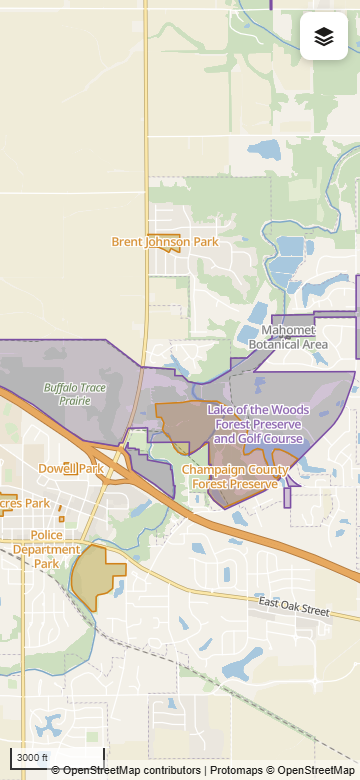 Brent Johnson Park
Mahomet
Botanical Area
Buffalo Trace
Prairie
Lake of the Woods
Forest Preserve
and Golf Course
Dowell Park
Champaign County
Forest Preserve
cres Park
Police
Department
Park
East Oak Street
3000 ft
© OpenStreetMap contributors | Protomaps © OpenStreetMap